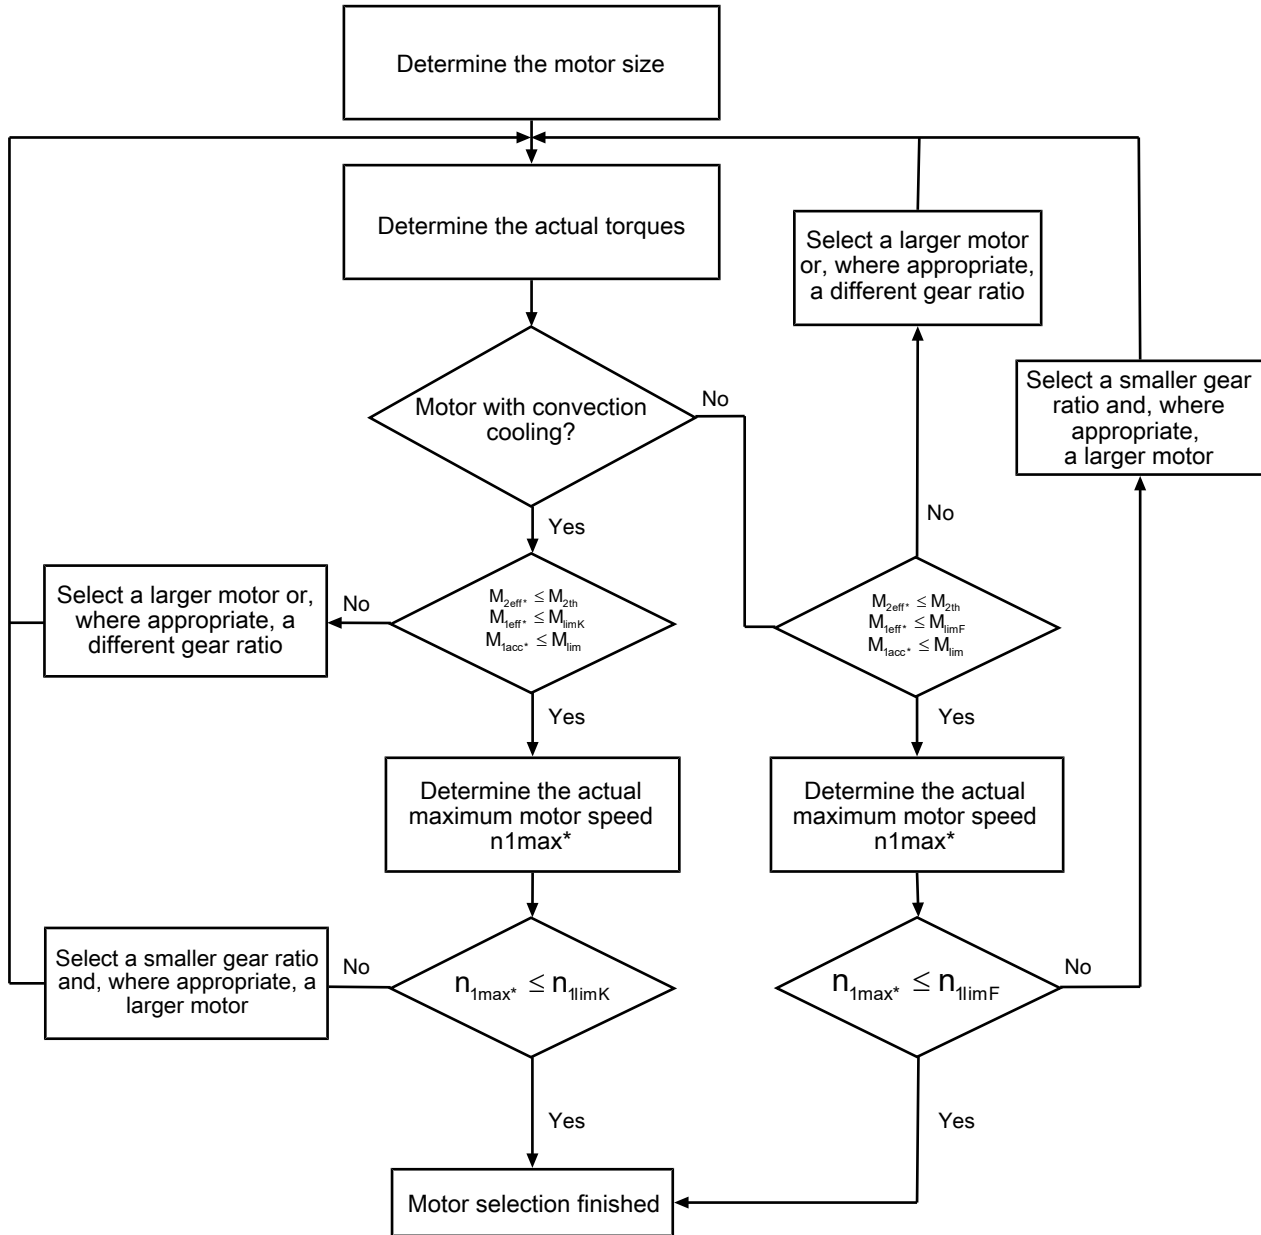 Determine the motor size
Determine the actual torques
Select a larger motor
or, where appropriate,
a different gear ratio
Motor with convection
cooling?
No
Select a smaller gear
ratio and, where
appropriate,
a larger motor
Yes
No
Select a larger motor or,
where appropriate, a
different gear ratio
No
M2eff* ≤ M2th
M1eff* ≤ MlimK
M1acc* ≤ Mlim
M2eff* ≤ M2th
M1eff* ≤ MlimF
M1acc* ≤ Mlim
Yes
Yes
Determine the actual
maximum motor speed
n1max*
Determine the actual
maximum motor speed
n1max*
Select a smaller gear ratio
and, where appropriate, a
larger motor
No
n1max* ≤ n1limK
n1max* ≤ n1limF
No
Yes
Yes
Motor selection finished